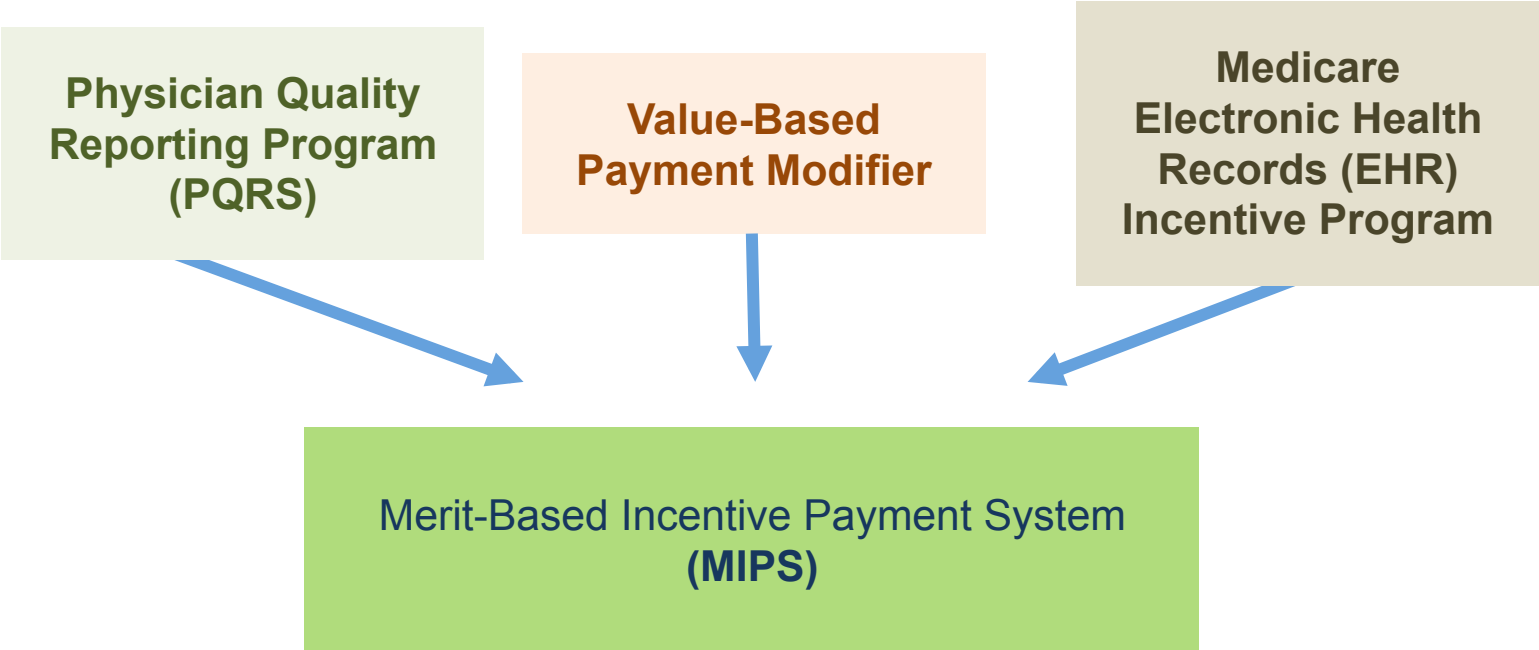 Physician Quality
Reporting Program
(PQRS)
Value-Based
Payment Modifier
Medicare
Electronic Health
Records (EHR)
Incentive Program
Merit-Based Incentive Payment System
(MIPS)